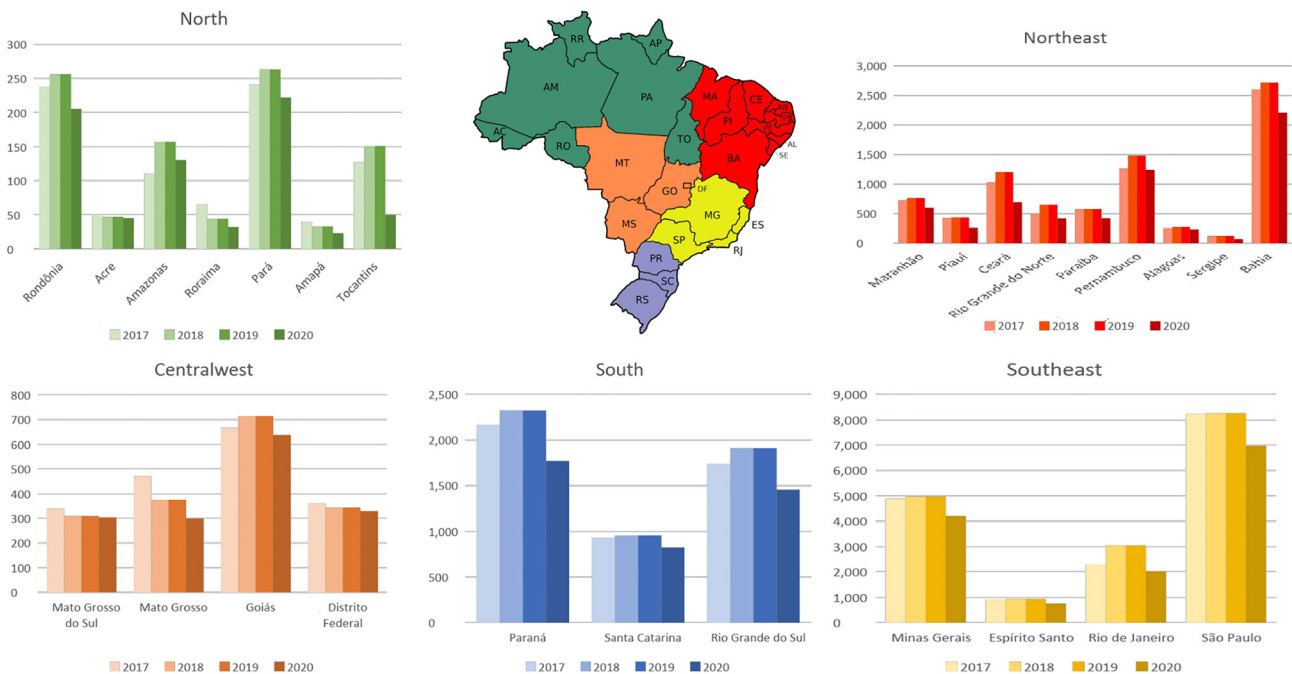 North
300
250
200
150
100
50
0
Rondônia
Acre
Amazonas
Roraima
Pará
Amapá
Tocantins
2017 2018 2019 2020
RR
AP
AM
PA
MA
CE
RN
PB
PI
PE
AC
TO
AL
RO
SE
BA
MT
GO
DF
MG
ES
MS
SP
RJ
PR
SC
RS
Northeast
3,000
2,500
2,000
1,500
1,000
500
0
Maranhão
Piauí
Ceará
Rio Grande do Norte
Paraíba
Pernambuco
Alagoas
Sergipe
Bahia
2017 2018 2019 2020
Centralwest
800
700
600
500
400
300
200
100
0
Mato Grosso
do Sul
Mato Grosso
Goiás
Distrito
Federal
2017 2018 2019 2020
South
2,500
2,000
1,500
1,000
500
0
Paraná
Santa Catarina
Rio Grande do Sul
2017 2018 2019 2020
Southeast
9,000
8,000
7,000
6,000
5,000
4,000
3,000
2,000
1,000
0
Minas Gerais
Espírito Santo
Rio de Janeiro
São Paulo
2017 2018 2019 2020